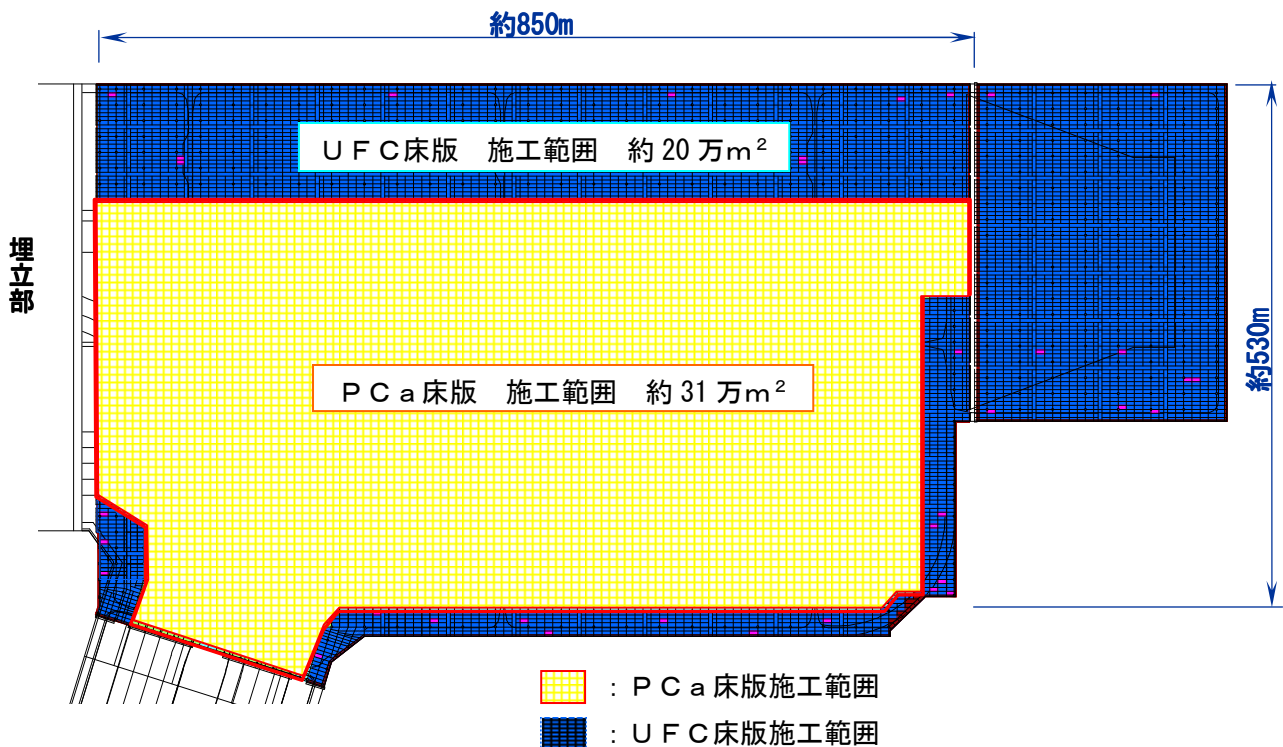 約850m
ＵＦＣ床版　施工範囲　約 20 万ｍ²
埋立部
約530m
ＰＣａ床版　施工範囲　約 31 万ｍ²
：ＰＣａ床版施工範囲
：ＵＦＣ床版施工範囲